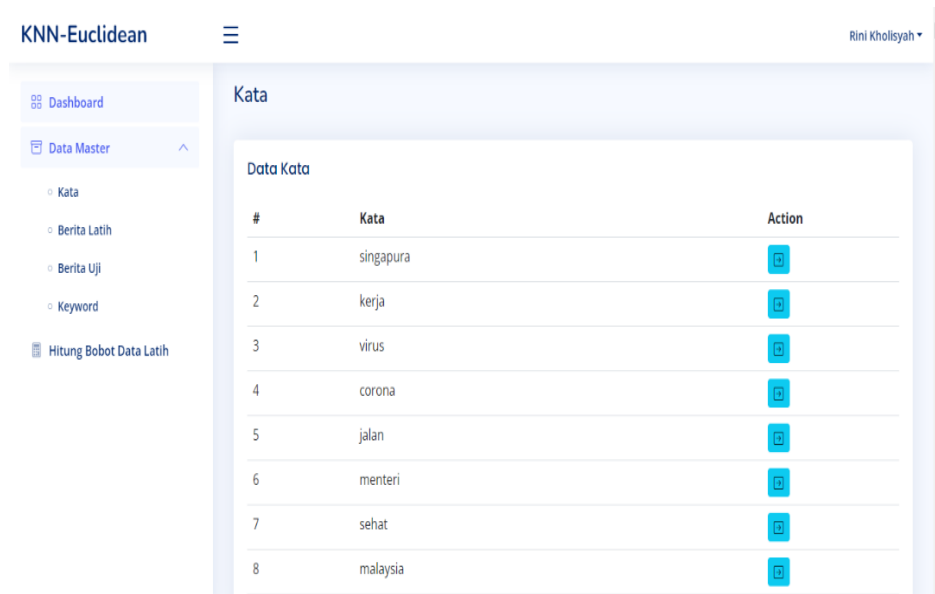 KNN-Euclidean
Rini Kholisyah
Dashboard
Data Master
Kata
Berita Latih
Berita Uji
Keyword
Hitung Bobot Data Latih
Kata
Data Kata
# Kata Action
1 singapura
2 kerja
3 virus
4 corona
5 jalan
6 menteri
7 sehat
8 malaysia